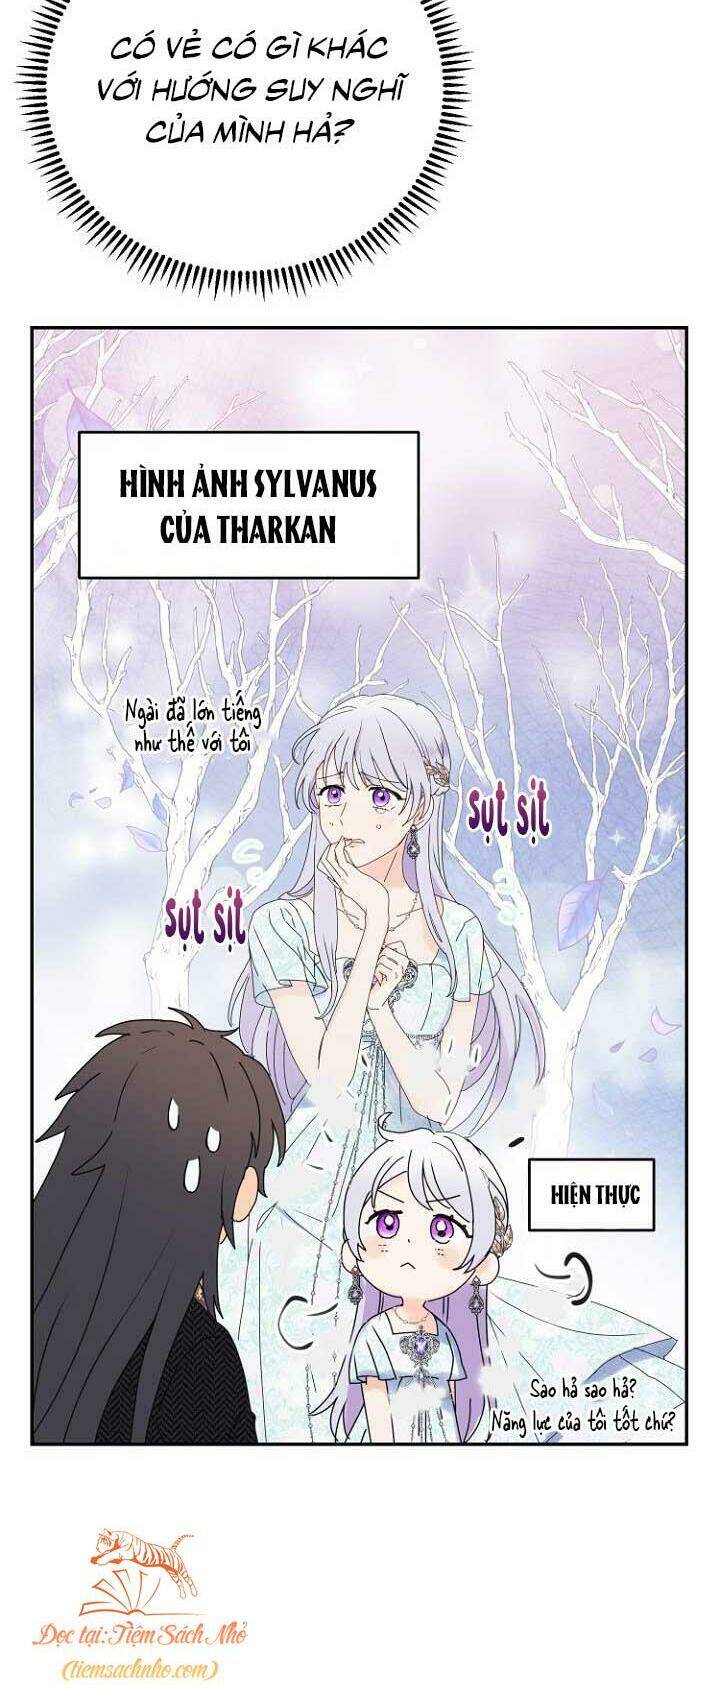 CÓ VẺ CÓ GÌ KHÁC
VỚI HƯỚNG SUY NGHĨ
CỦA MÌNH HẢ?
HÌNH ẢNH SYLVANUS
CỦA THARKAN
Ngài đã lớn tiếng
như thế với tôi
sụt sịt
sụt sịt
HIỆN THỰC
Sao hả sao hả?
Năng lực của tôi tốt chứ?
Đọc tại: Tiệm Sách Nhỏ
(tiemsachnho.com)